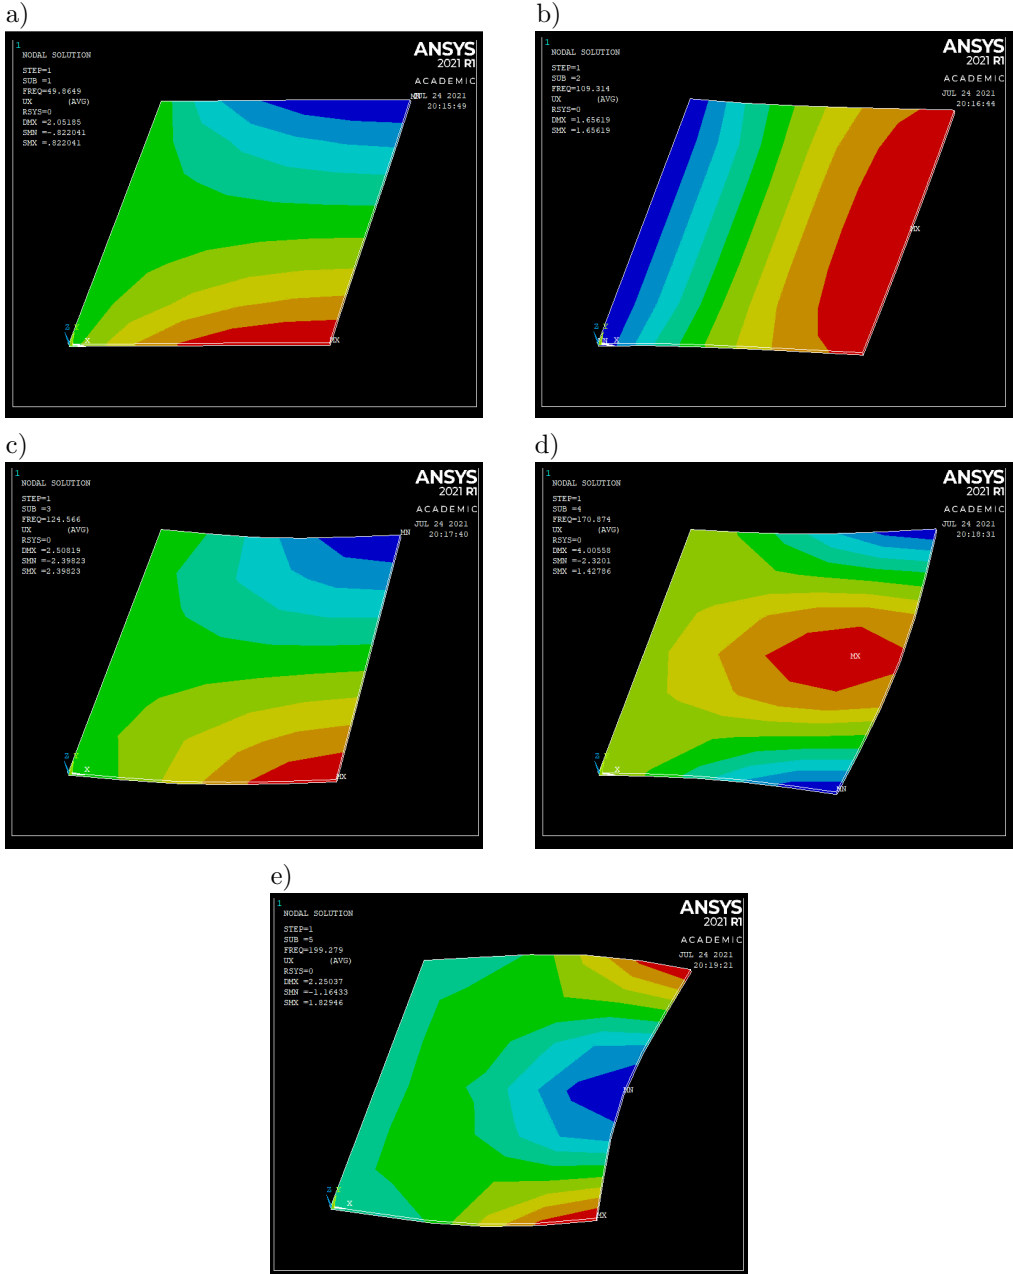 a)
1
NODAL SOLUTION
STEP=1
SUB =1
FREQ=49.8649
UX (AVG)
RSYS=0
DMX =2.05185
SMN =-.822041
SMX =.822041
ANSYS
2021 R1
ACADEMIC
JUL 24 2021
20:15:49
MN
MX
Z Y
X
b)
1
NODAL SOLUTION
STEP=1
SUB =2
FREQ=109.314
UX (AVG)
RSYS=0
DMX =1.65619
SMX =1.65619
ANSYS
2021 R1
ACADEMIC
JUL 24 2021
20:16:44
MX
Z Y
MN X
c)
1
NODAL SOLUTION
STEP=1
SUB =3
FREQ=124.566
UX (AVG)
RSYS=0
DMX =2.50819
SMN =-2.39823
SMX =2.39823
ANSYS
2021 R1
ACADEMIC
JUL 24 2021
20:17:40
MN
Z Y
X
MX
d)
1
NODAL SOLUTION
STEP=1
SUB =4
FREQ=170.874
UX (AVG)
RSYS=0
DMX =4.00558
SMN =-2.3201
SMX =1.42786
ANSYS
2021 R1
ACADEMIC
JUL 24 2021
20:18:31
MX
Z Y
X
MN
e)
1
NODAL SOLUTION
STEP=1
SUB =5
FREQ=199.279
UX (AVG)
RSYS=0
DMX =2.25037
SMN =-1.16433
SMX =1.82946
ANSYS
2021 R1
ACADEMIC
JUL 24 2021
20:19:21
MN
Z Y
X
MX